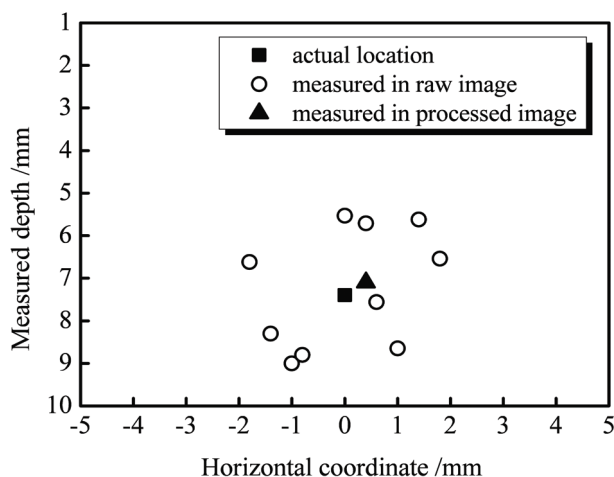 1
2
3
4
5
6
7
8
9
10
actual location
measured in raw image
measured in processed image
Measured depth /mm
-5 -4 -3 -2 -1 0 1 2 3 4 5
Horizontal coordinate /mm